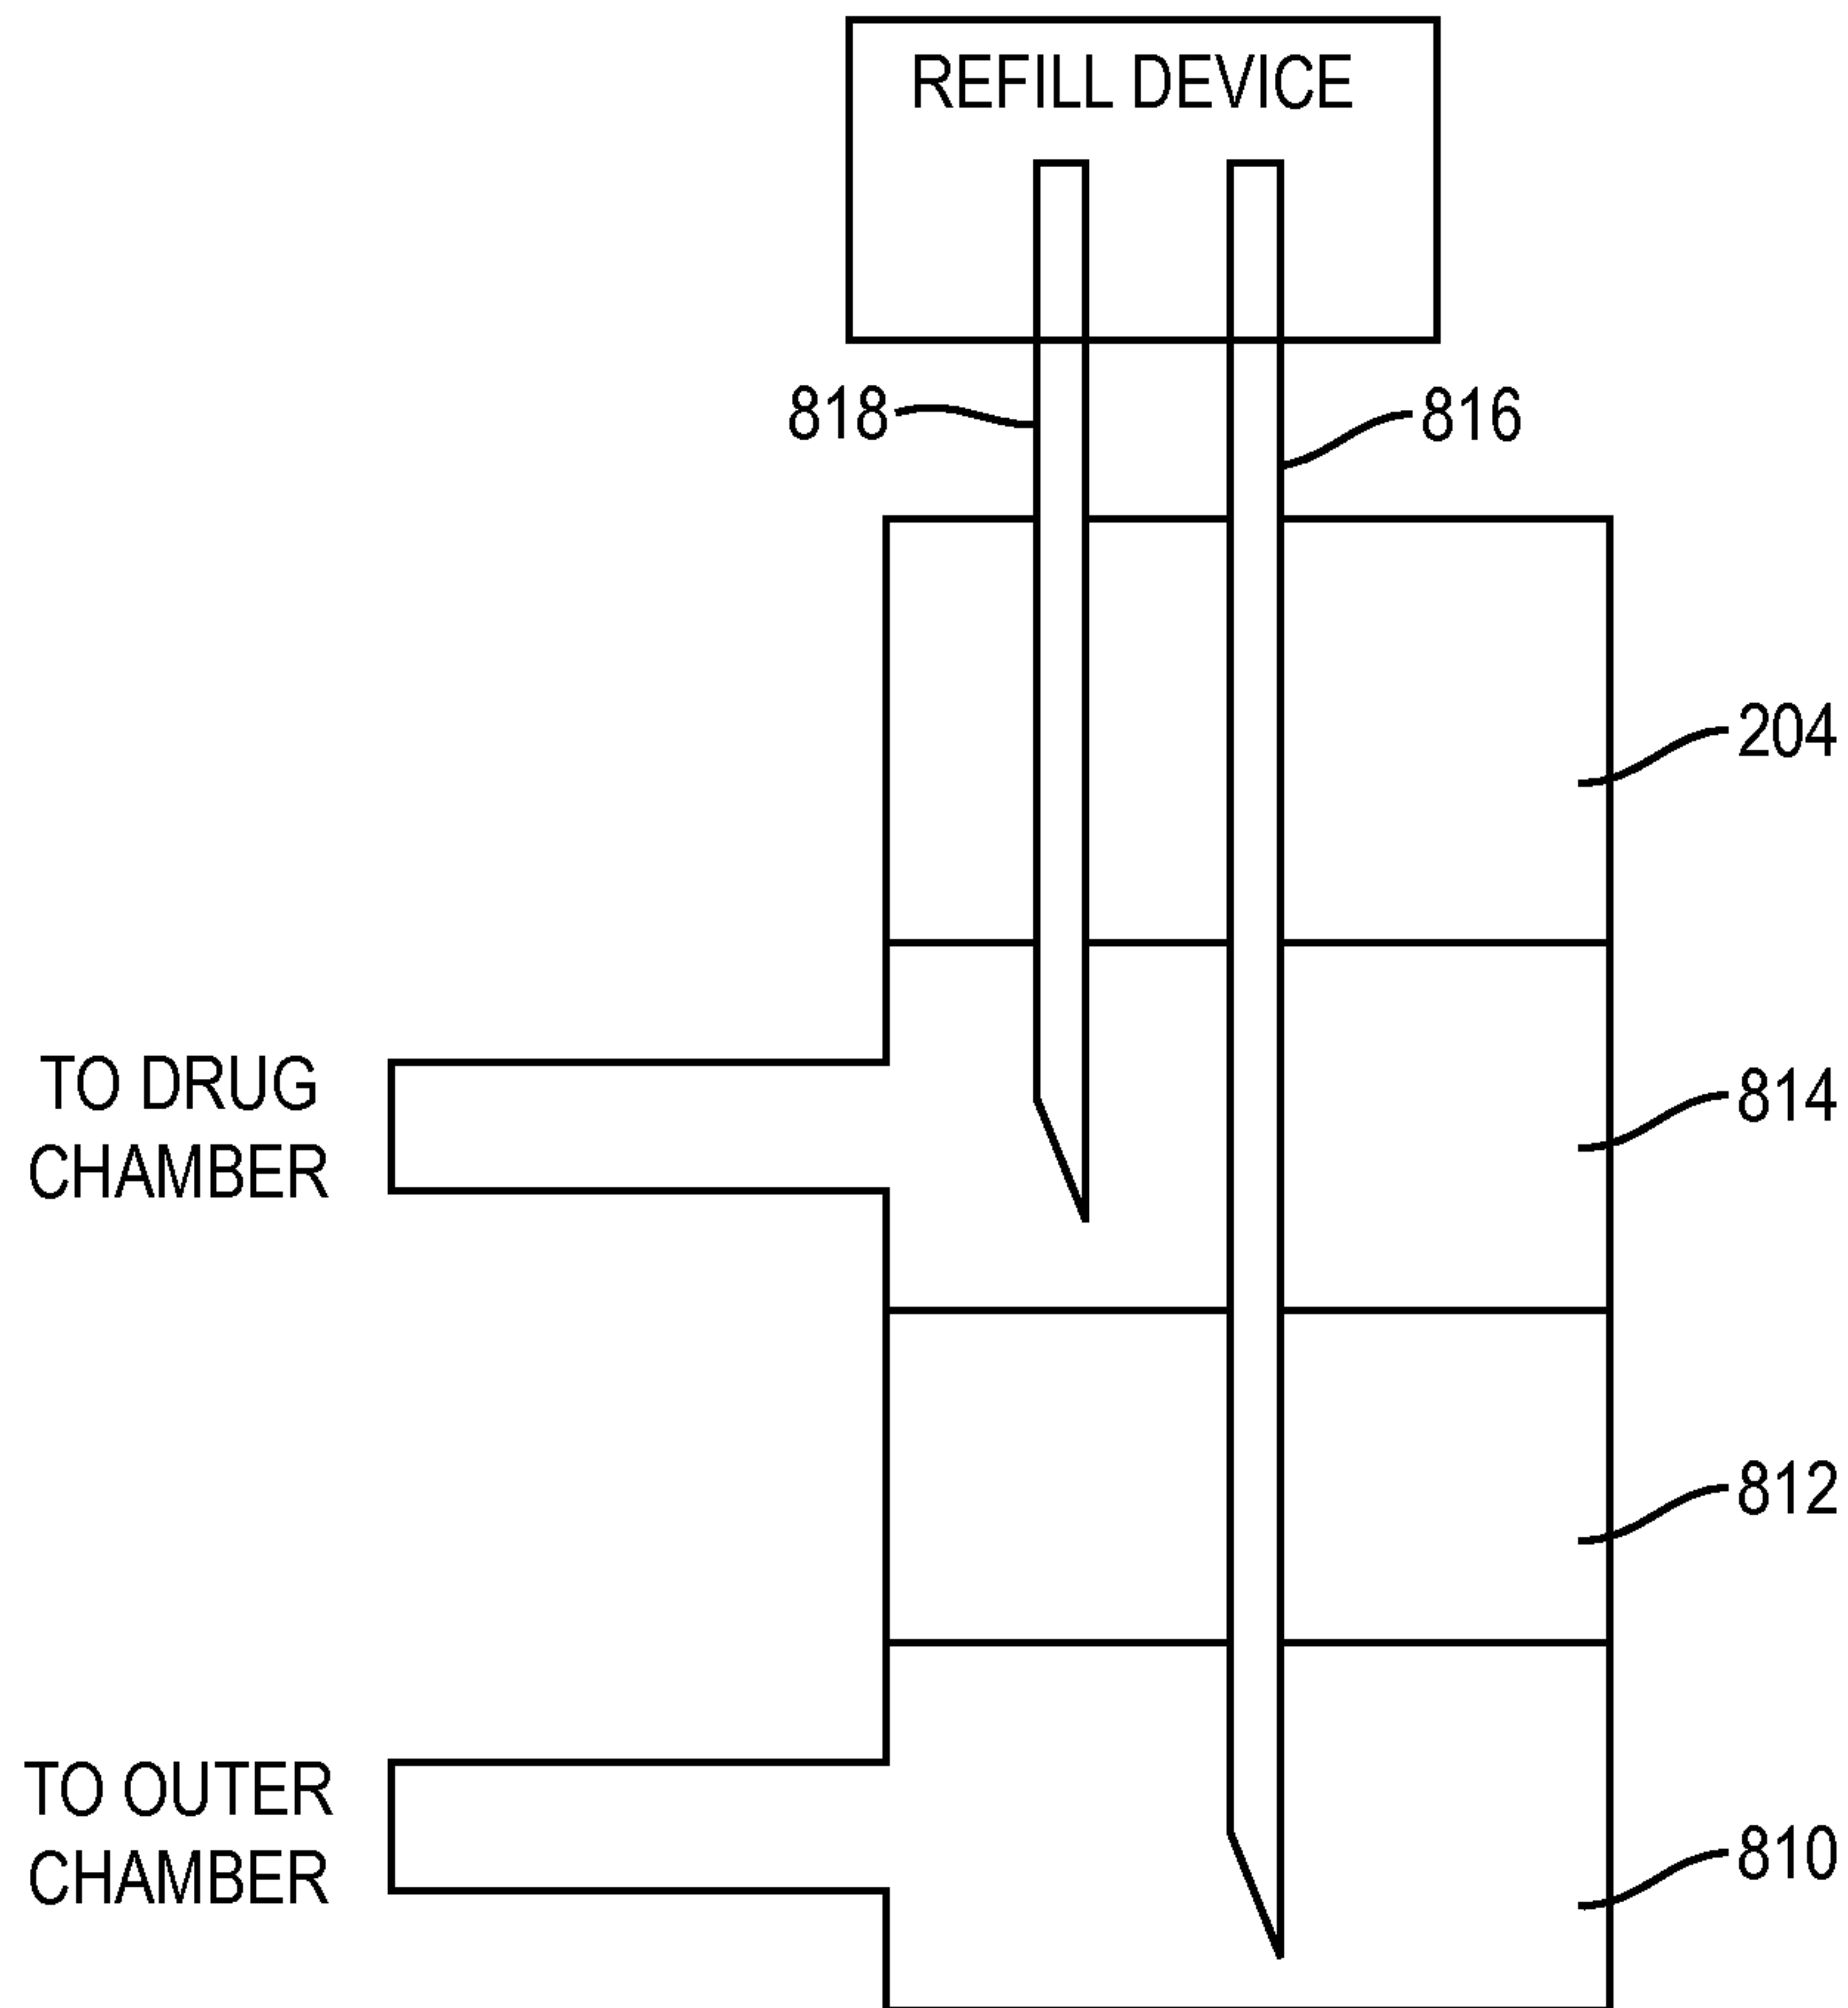 REFILL DEVICE
818
816
204
TO DRUG
CHAMBER
814
812
TO OUTER
CHAMBER
810